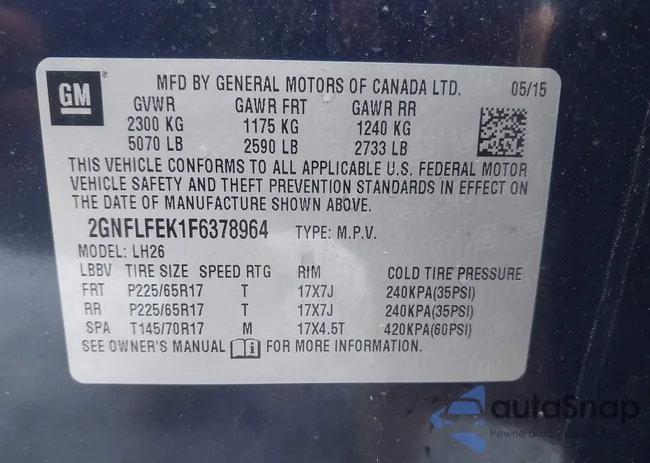 GM ®
MFD BY GENERAL MOTORS OF CANADA LTD. 05/15
GVWR GAWR FRT GAWR RR
2300 KG 1175 KG 1240 KG
5070 LB 2590 LB 2733 LB
THIS VEHICLE CONFORMS TO ALL APPLICABLE U.S. FEDERAL MOTOR
VEHICLE SAFETY AND THEFT PREVENTION STANDARDS IN EFFECT ON
THE DATE OF MANUFACTURE SHOWN ABOVE.
2GNFLFEK1F6378964 TYPE: M.P.V.
MODEL: LH26
LBBV TIRE SIZE SPEED RTG RIM COLD TIRE PRESSURE
FRT P225/65R17 T 17X7J 240KPA(35PSI)
RR P225/65R17 T 17X7J 240KPA(35PSI)
SPA T145/70R17 M 17X4.5T 420KPA(60PSI)
SEE OWNER'S MANUAL FOR MORE INFORMATION.
autoSnap
Pewne auto